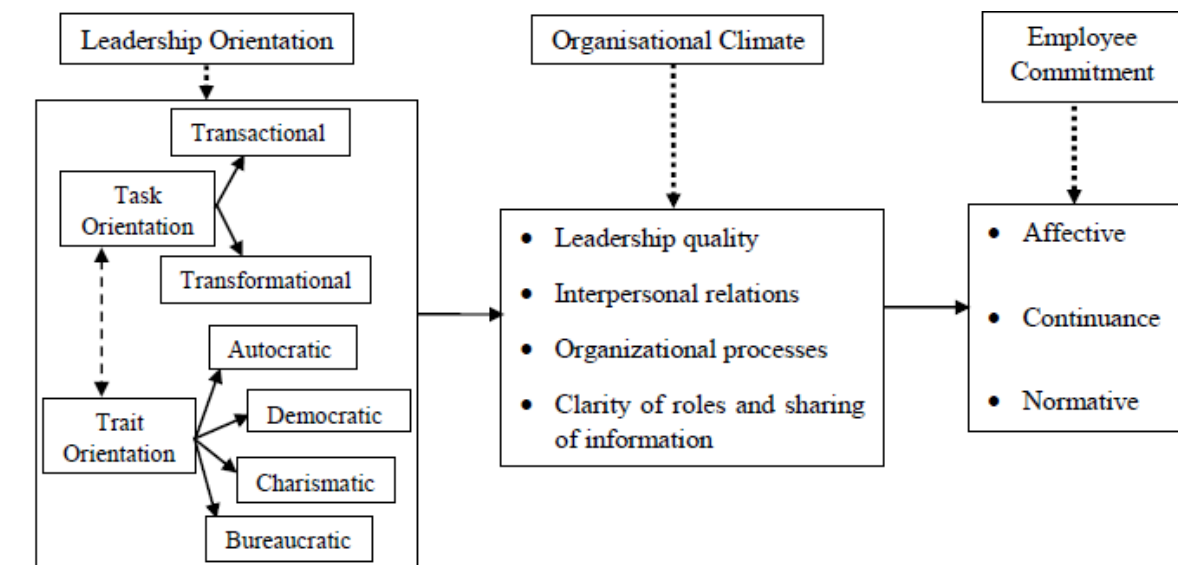 Leadership Orientation
Organisational Climate
Employee
Commitment
Transactional
Task
Orientation
Transformational
Autocratic
Trait
Orientation
Democratic
Charismatic
Bureaucratic
• Leadership quality
• Interpersonal relations
• Organizational processes
• Clarity of roles and sharing
of information
• Affective
• Continuance
• Normative